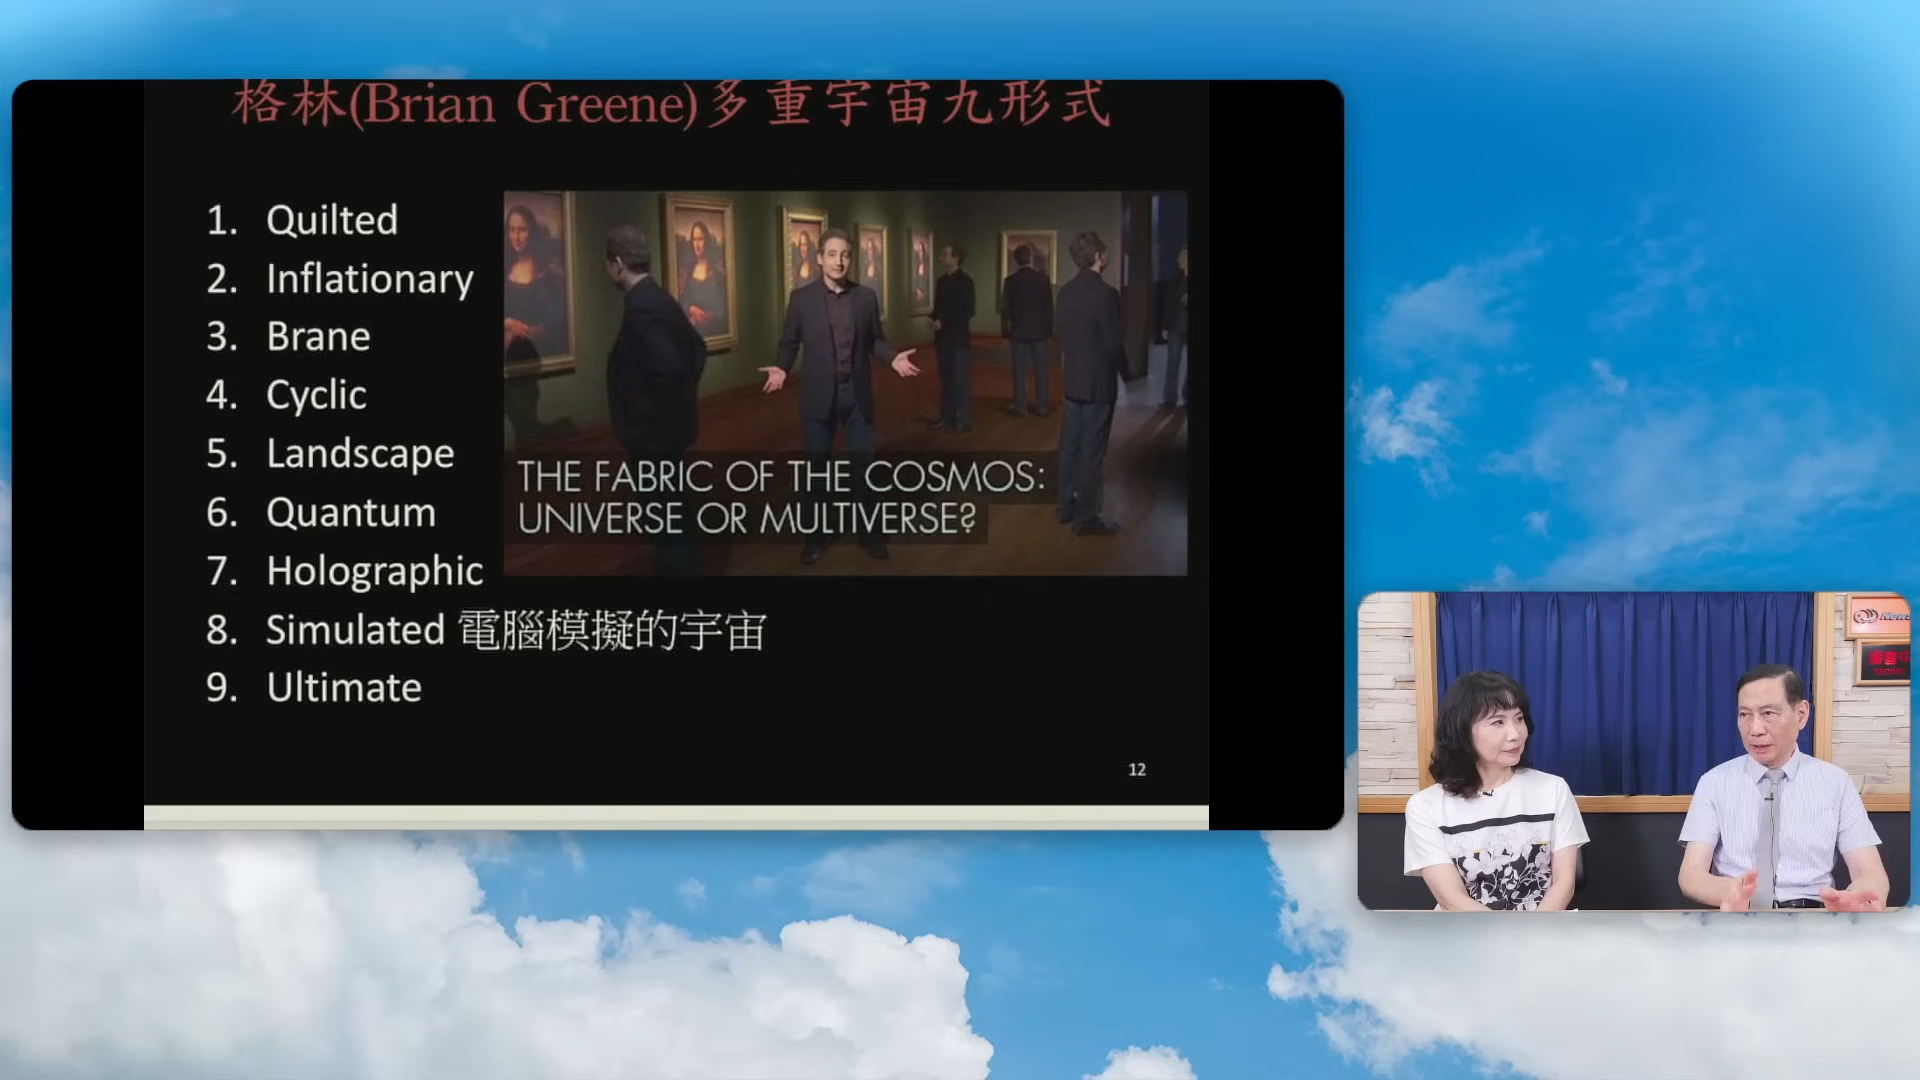 格林(Brian Greene)多重宇宙九形式
1. Quilted
2. Inflationary
3. Brane
4. Cyclic
5. Landscape
6. Quantum
7. Holographic
8. Simulated 電腦模擬的宇宙
9. Ultimate
THE FABRIC OF THE COSMOS:
UNIVERSE OR MULTIVERSE?
12
News